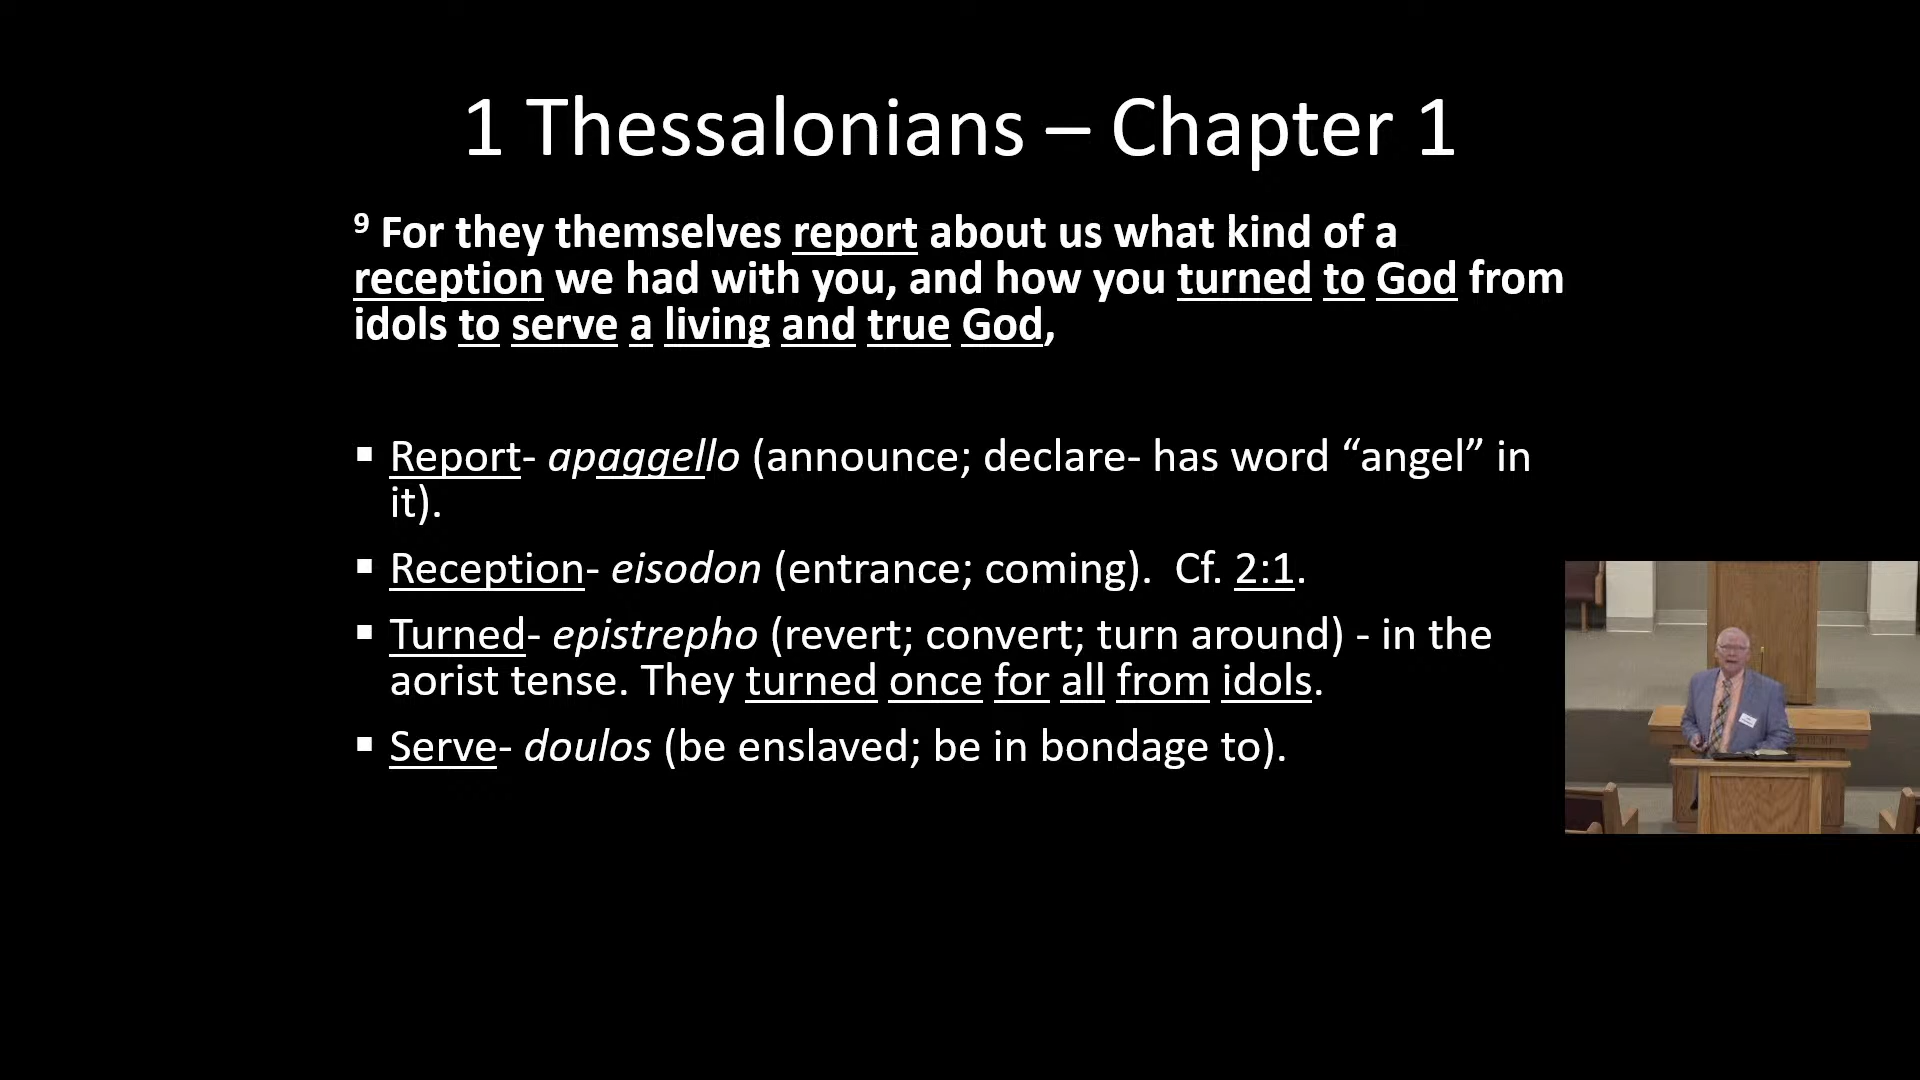 1 Thessalonians – Chapter 1
9 For they themselves report about us what kind of a
reception we had with you, and how you turned to God from
idols to serve a living and true God,
▪ Report- apaggello (announce; declare- has word “angel” in
it).
▪ Reception- eisodon (entrance; coming).  Cf. 2:1.
▪ Turned- epistrepho (revert; convert; turn around) - in the
aorist tense. They turned once for all from idols.
▪ Serve- doulos (be enslaved; be in bondage to).